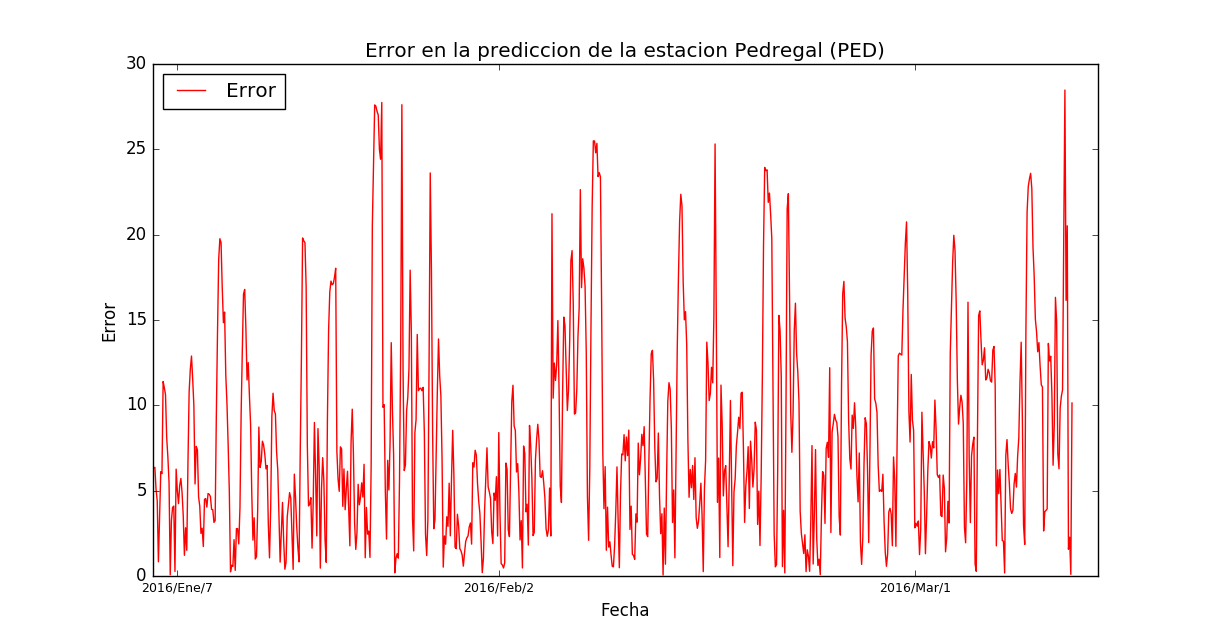 Error en la prediccion de la estacion Pedregal (PED)
30
Error
25
20
15
Error
10
5
0
2016/Ene/7 2016/Feb/2 2016/Mar/1
Fecha